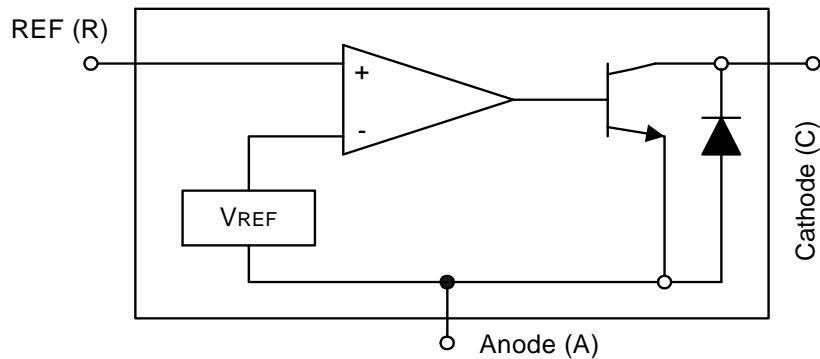 REF (R)
+
-
VREF
Cathode (C)
Anode (A)